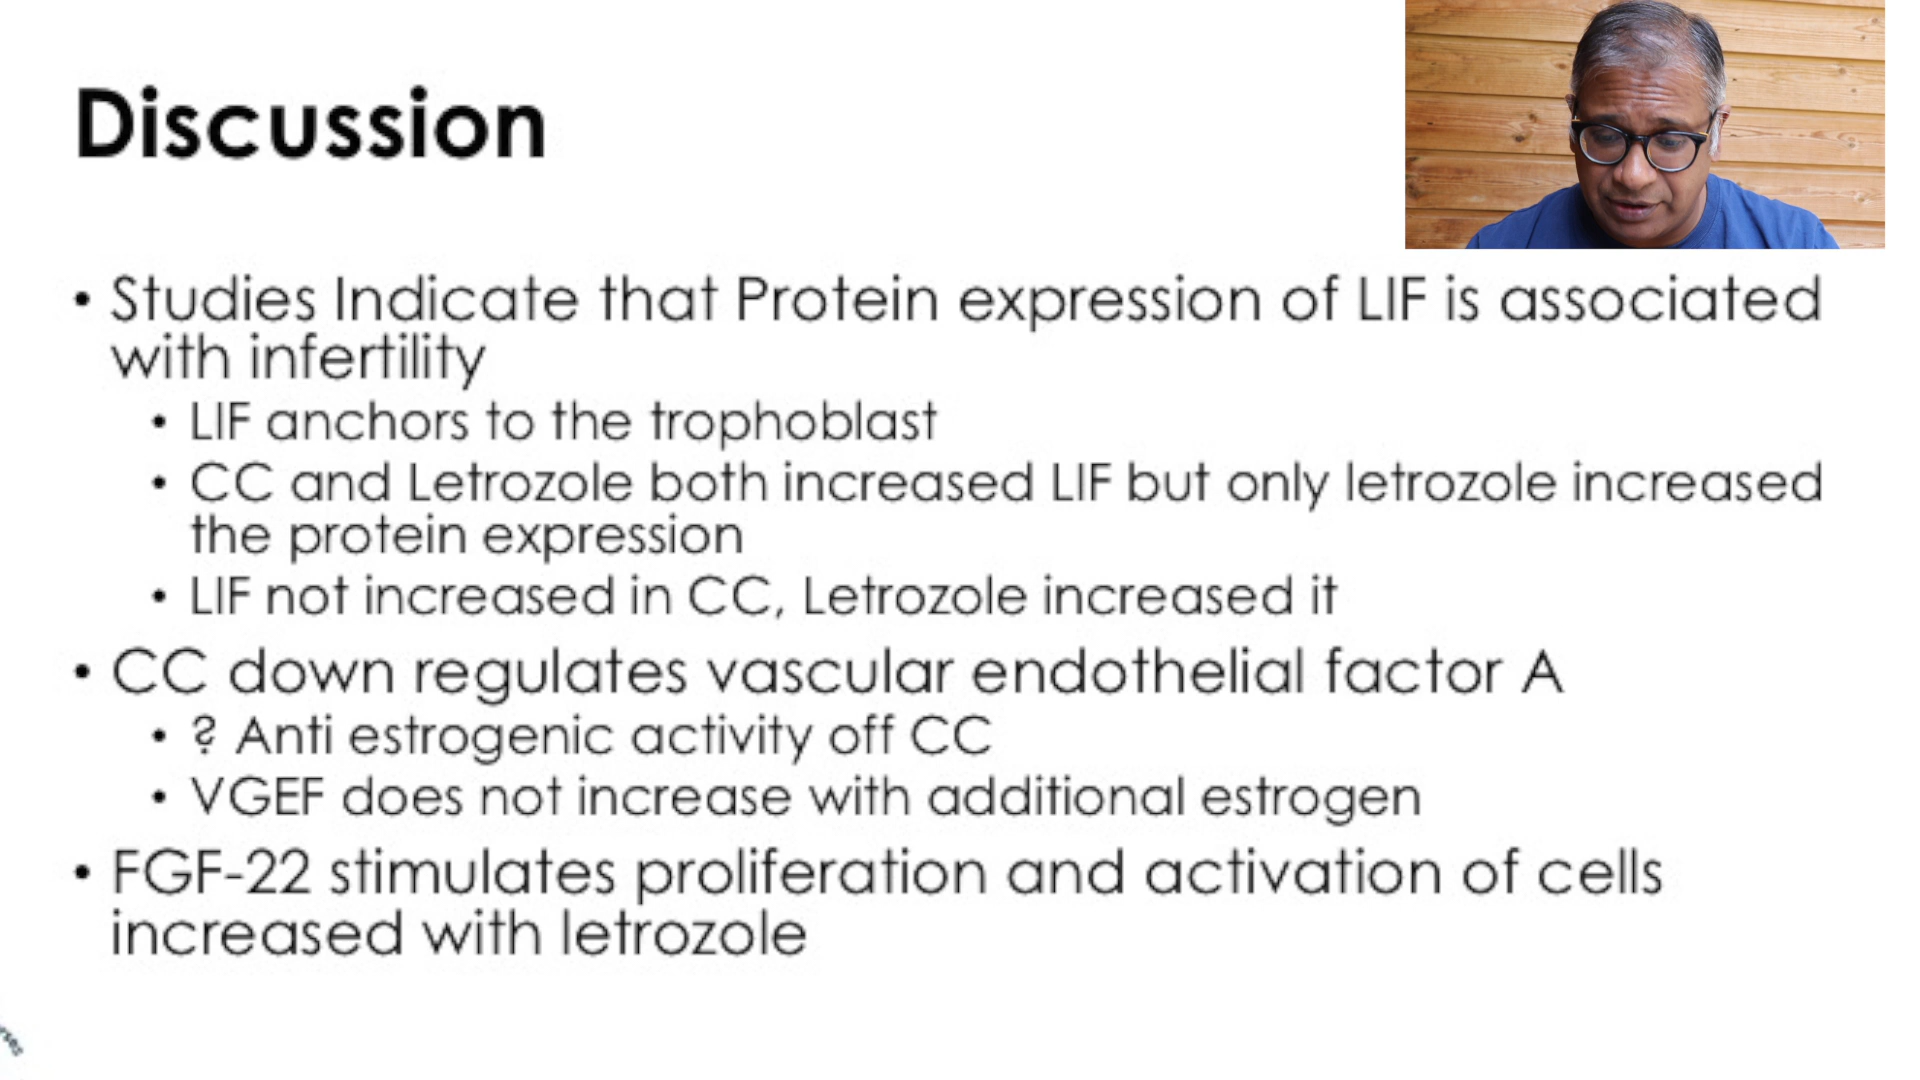 Discussion
• Studies Indicate that Protein expression of LIF is associated
with infertility
• LIF anchors to the trophoblast
• CC and Letrozole both increased LIF but only letrozole increased
the protein expression
• LIF not increased in CC, Letrozole increased it
• CC down regulates vascular endothelial factor A
• ? Anti estrogenic activity off CC
• VGEF does not increase with additional estrogen
• FGF-22 stimulates proliferation and activation of cells
increased with letrozole